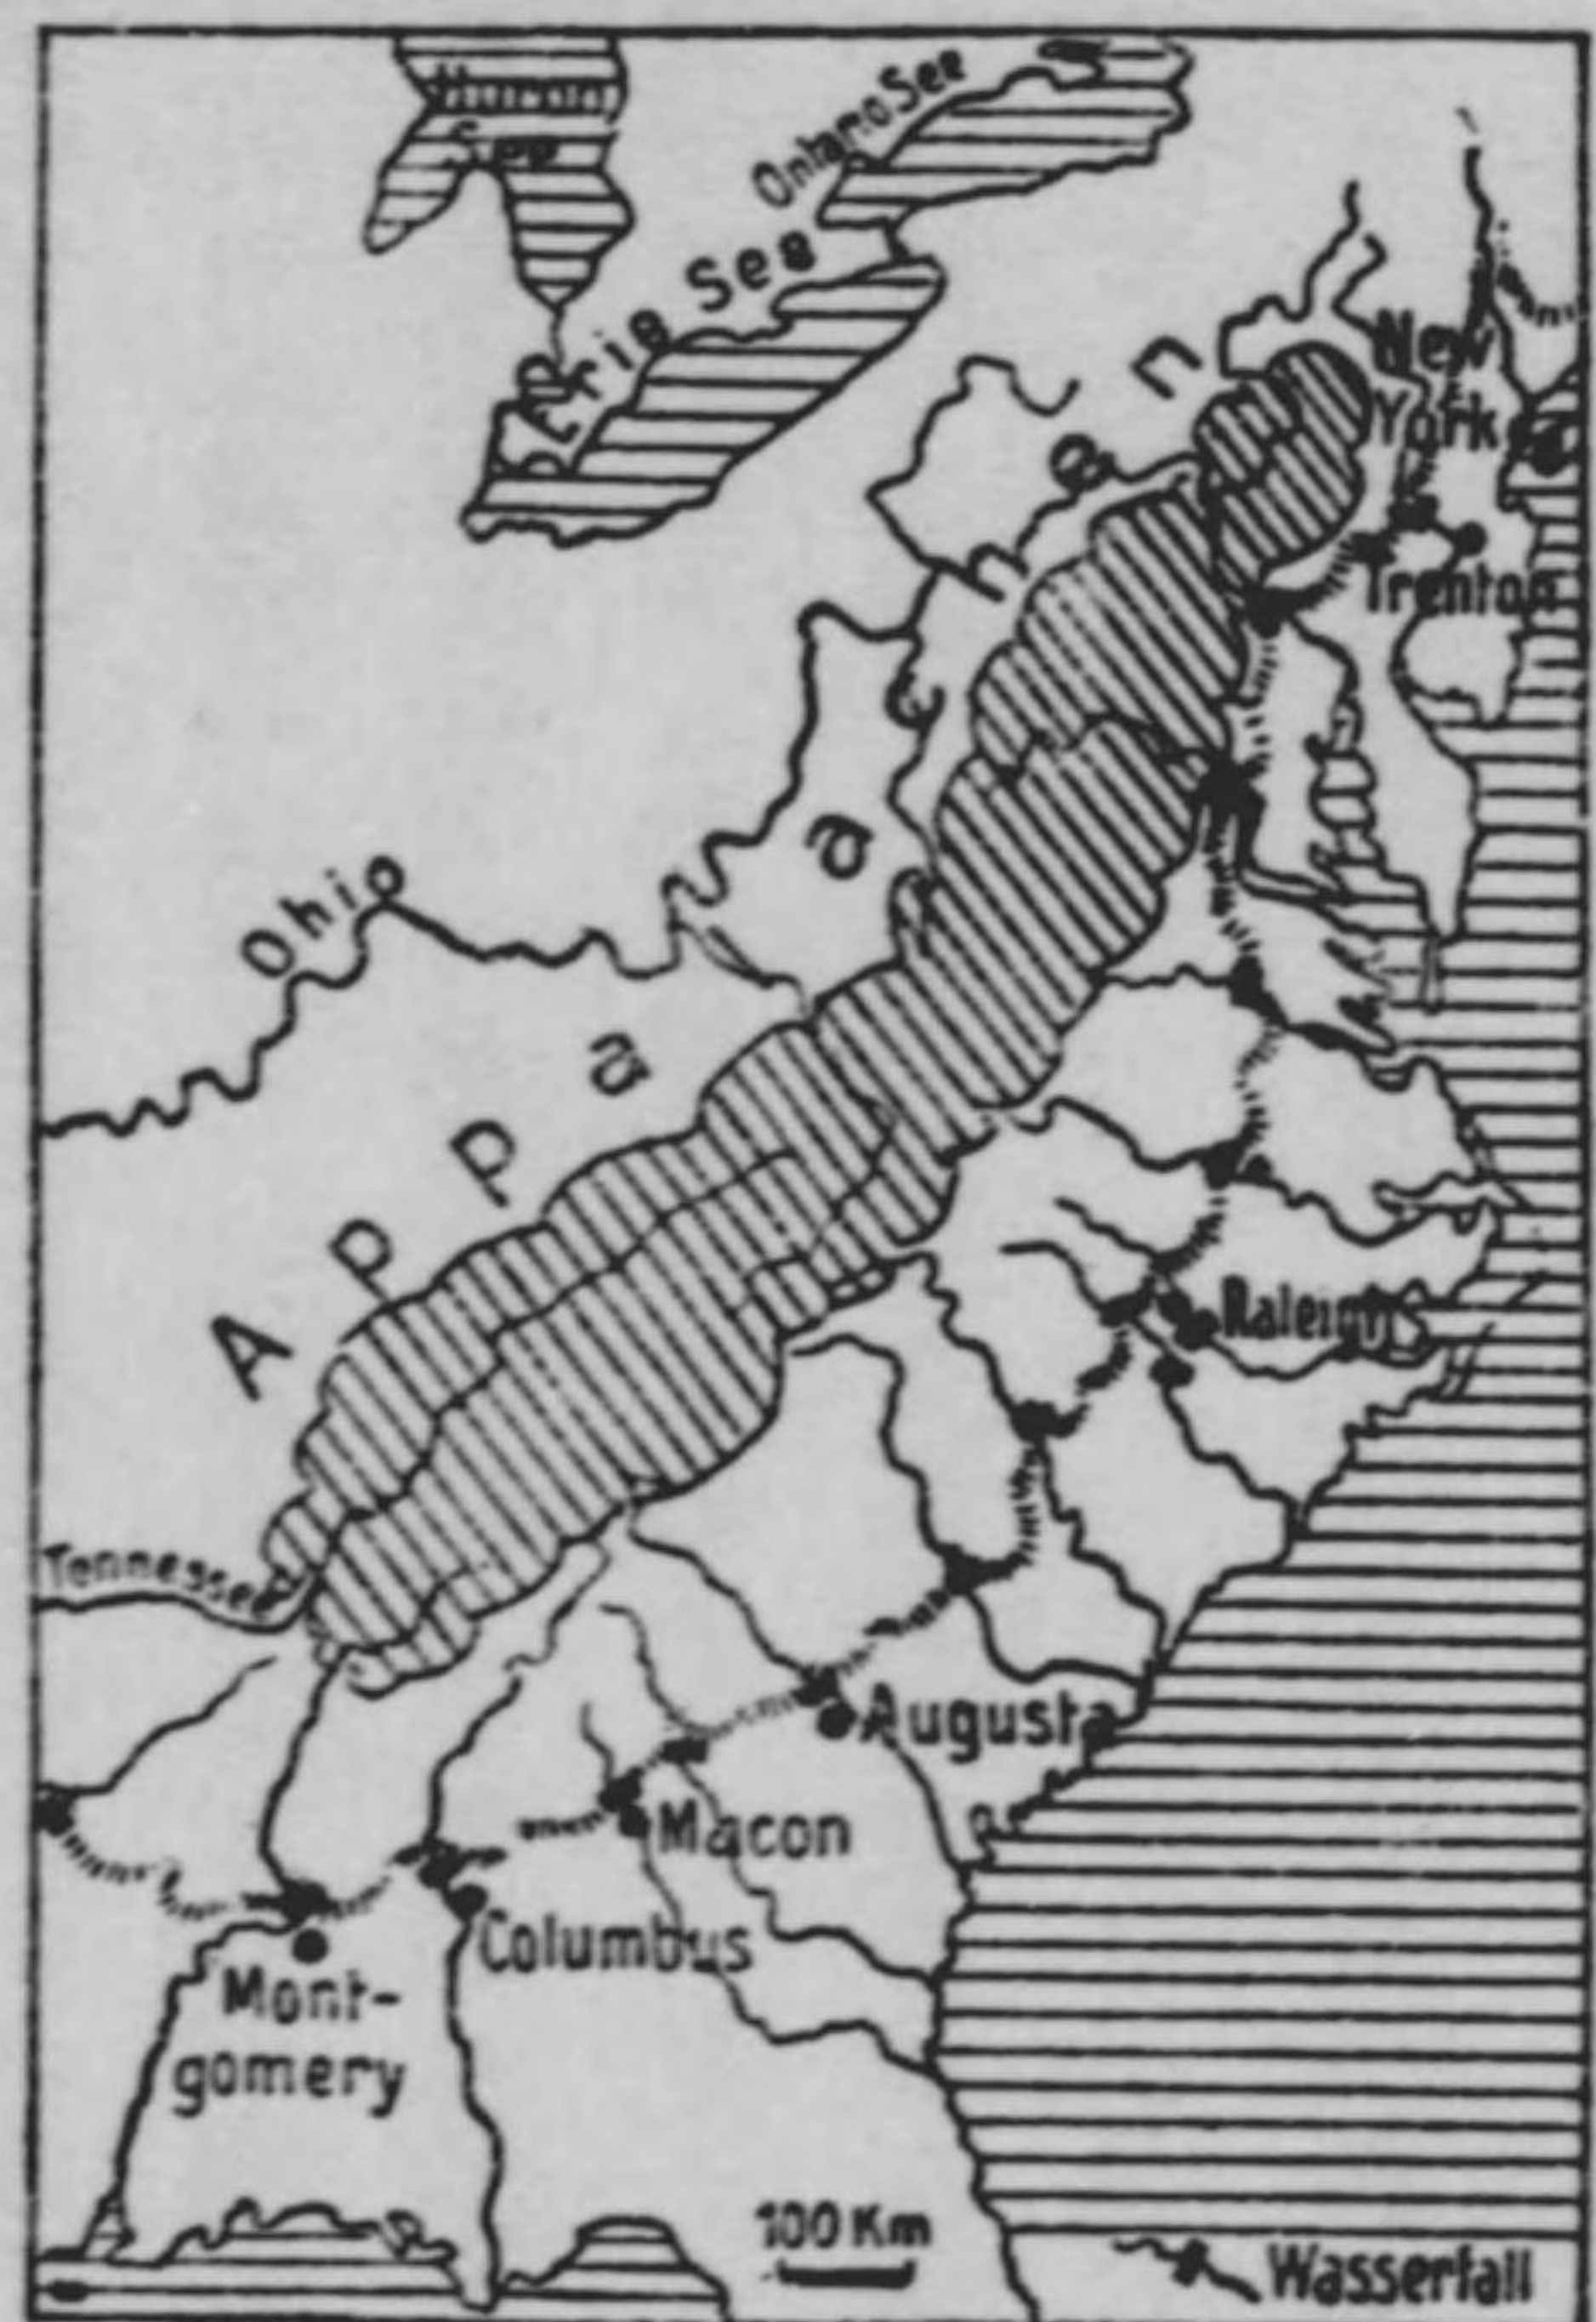 See
Ontario See
Erie See
New
York
Trenton
Ohio
Appalachen
Raleigh
Tennessee
Augusta
Macon
Columbus
Mont-
gomery
100 Km
Wasserfall